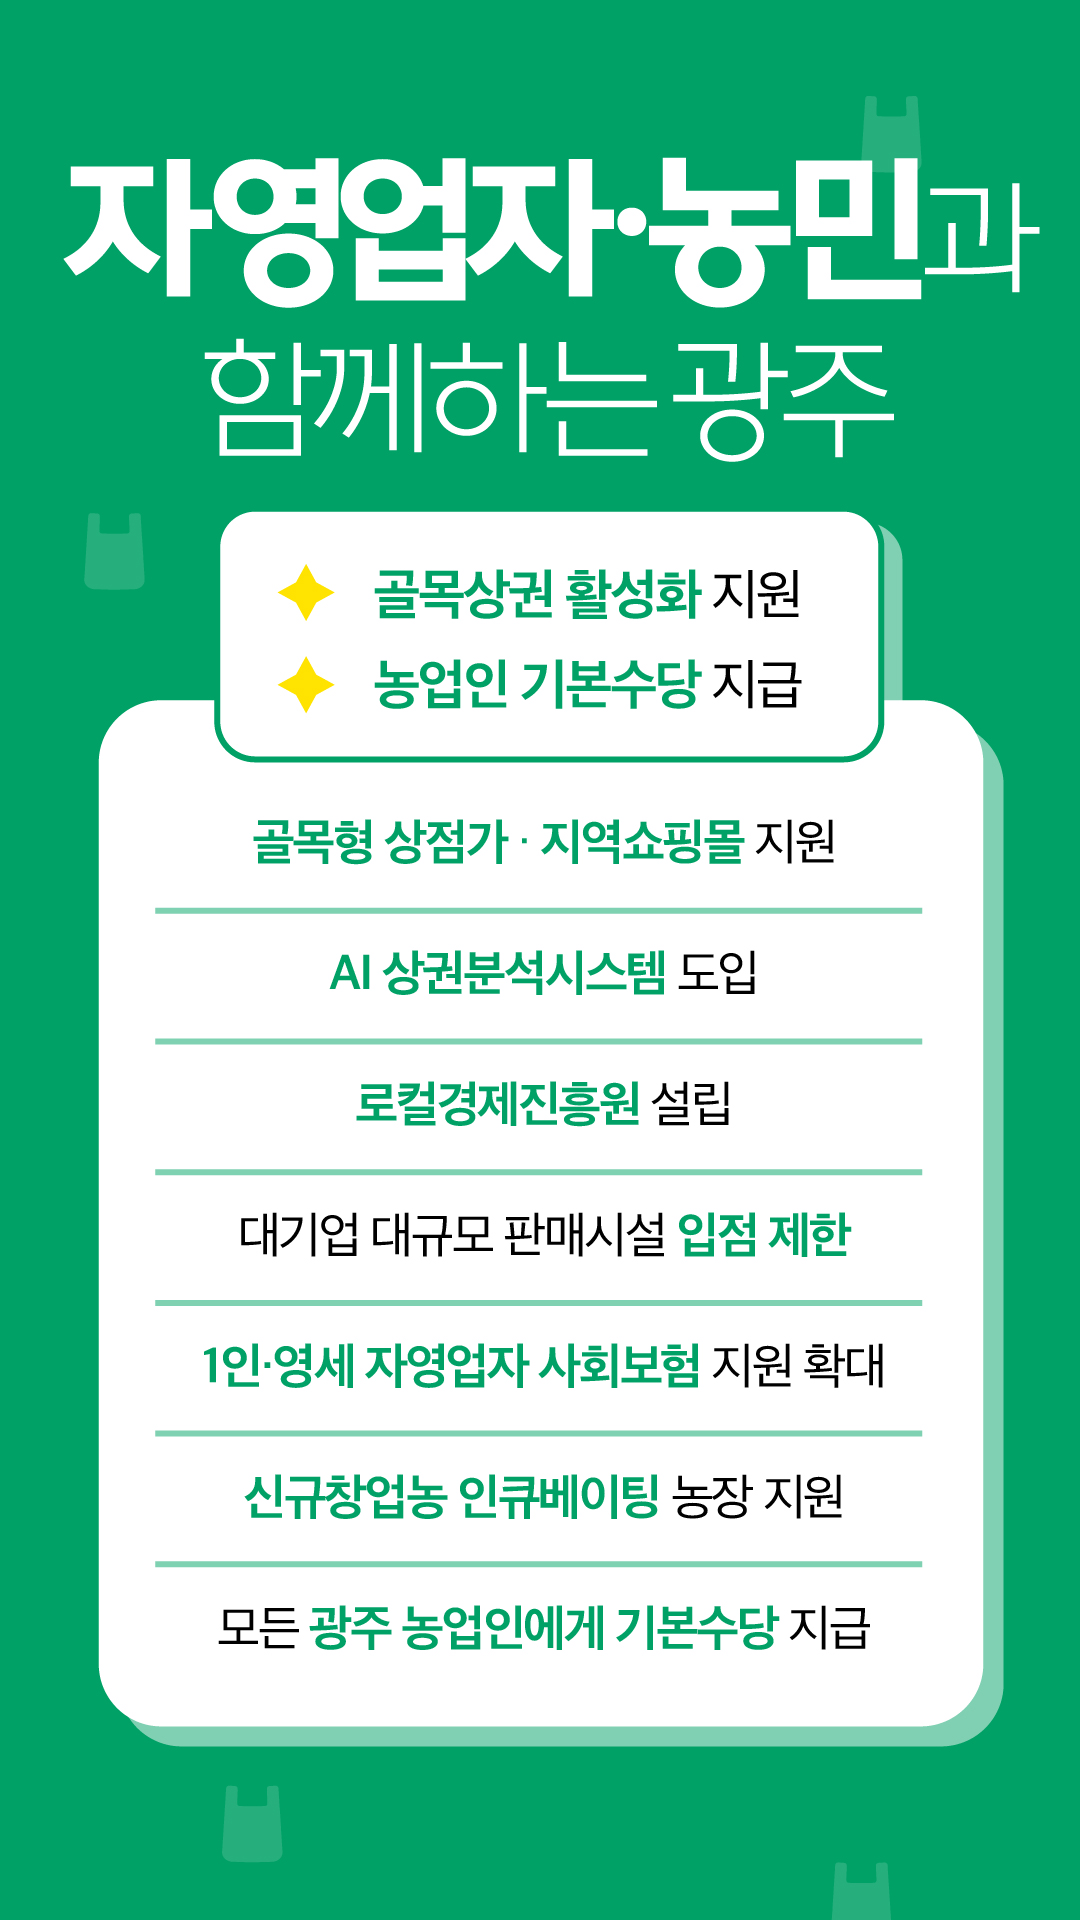 자영업자·농민과
함께하는 광주
골목상권 활성화 지원
농업인 기본수당 지급
골목형 상점가 · 지역쇼핑몰 지원
AI 상권분석시스템 도입
로컬경제진흥원 설립
대기업 대규모 판매시설 입점 제한
1인·영세 자영업자 사회보험 지원 확대
신규창업농 인큐베이팅 농장 지원
모든 광주 농업인에게 기본수당 지급